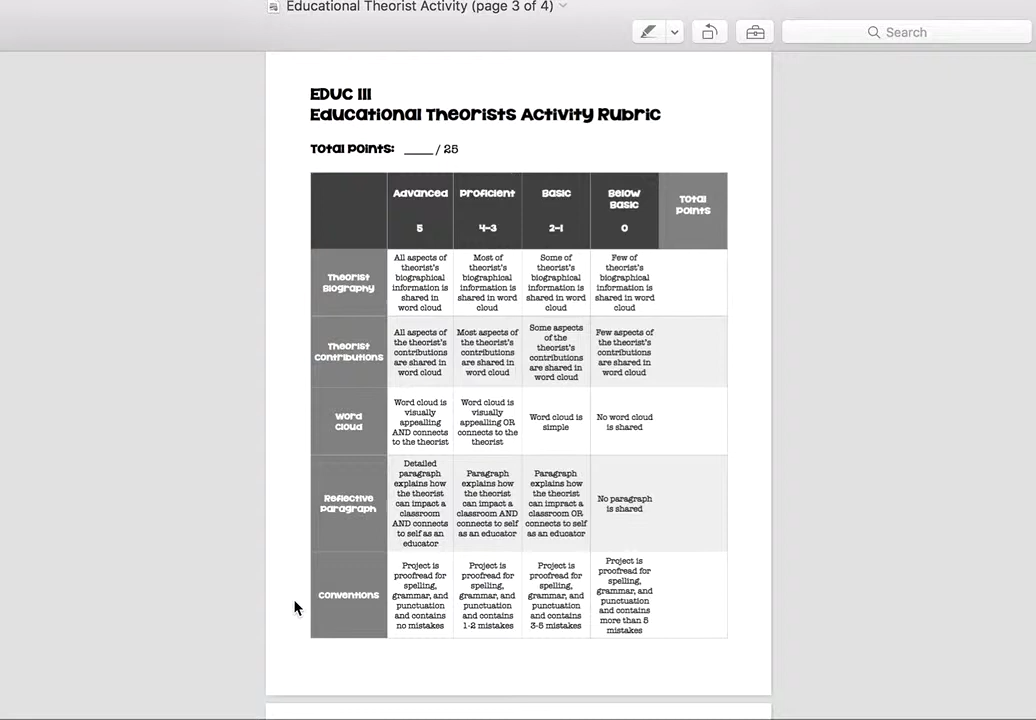 Educational Theorist Activity (page 3 of 4)
Search
EDUC III
Educational Theorists Activity Rubric
Total Points: _____ / 25
Advanced
5
Proficient
4-3
Basic
2-1
Below
Basic
0
Total
Points
Theorist
Biography
All aspects of
theorist's
biographical
information is
shared in
word cloud
Most of
theorist's
biographical
information is
shared in word
cloud
Some of
theorist's
biographical
information is
shared in word
cloud
Few of
theorist's
biographical
information is
shared in word
cloud
Theorist
Contributions
All aspects of
the theorist's
contributions
are shared in
word cloud
Most aspects of
the theorist's
contributions
are shared in
word cloud
Some aspects
of the
theorist's
contributions
are shared in
word cloud
Few aspects of
the theorist's
contributions
are shared in
word cloud
Word
Cloud
Word cloud is
visually
appealling
AND connects
to the theorist
Word cloud is
visually
appealling OR
connects to the
theorist
Word cloud is
simple
No word cloud
is shared
Reflective
Paragraph
Detailed
paragraph
explains how
the theorist
can impact a
classroom
AND connects
to self as an
educator
Paragraph
explains how
the theorist
can impact a
classroom AND
connects to self
as an educator
Paragraph
explains how
the theorist
can impract a
classroom OR
connects to self
as an educator
No paragraph
is shared
Conventions
Project is
proofread for
spelling,
grammar, and
punctuation
and contains
no mistakes
Project is
proofread for
spelling,
grammar, and
punctuation
and contains
1-2 mistakes
Project is
proofread for
spelling,
grammar, and
punctuation
and contains
3-5 mistakes
Project is
proofread for
spelling,
grammar, and
punctuation
and contains
more than 5
mistakes